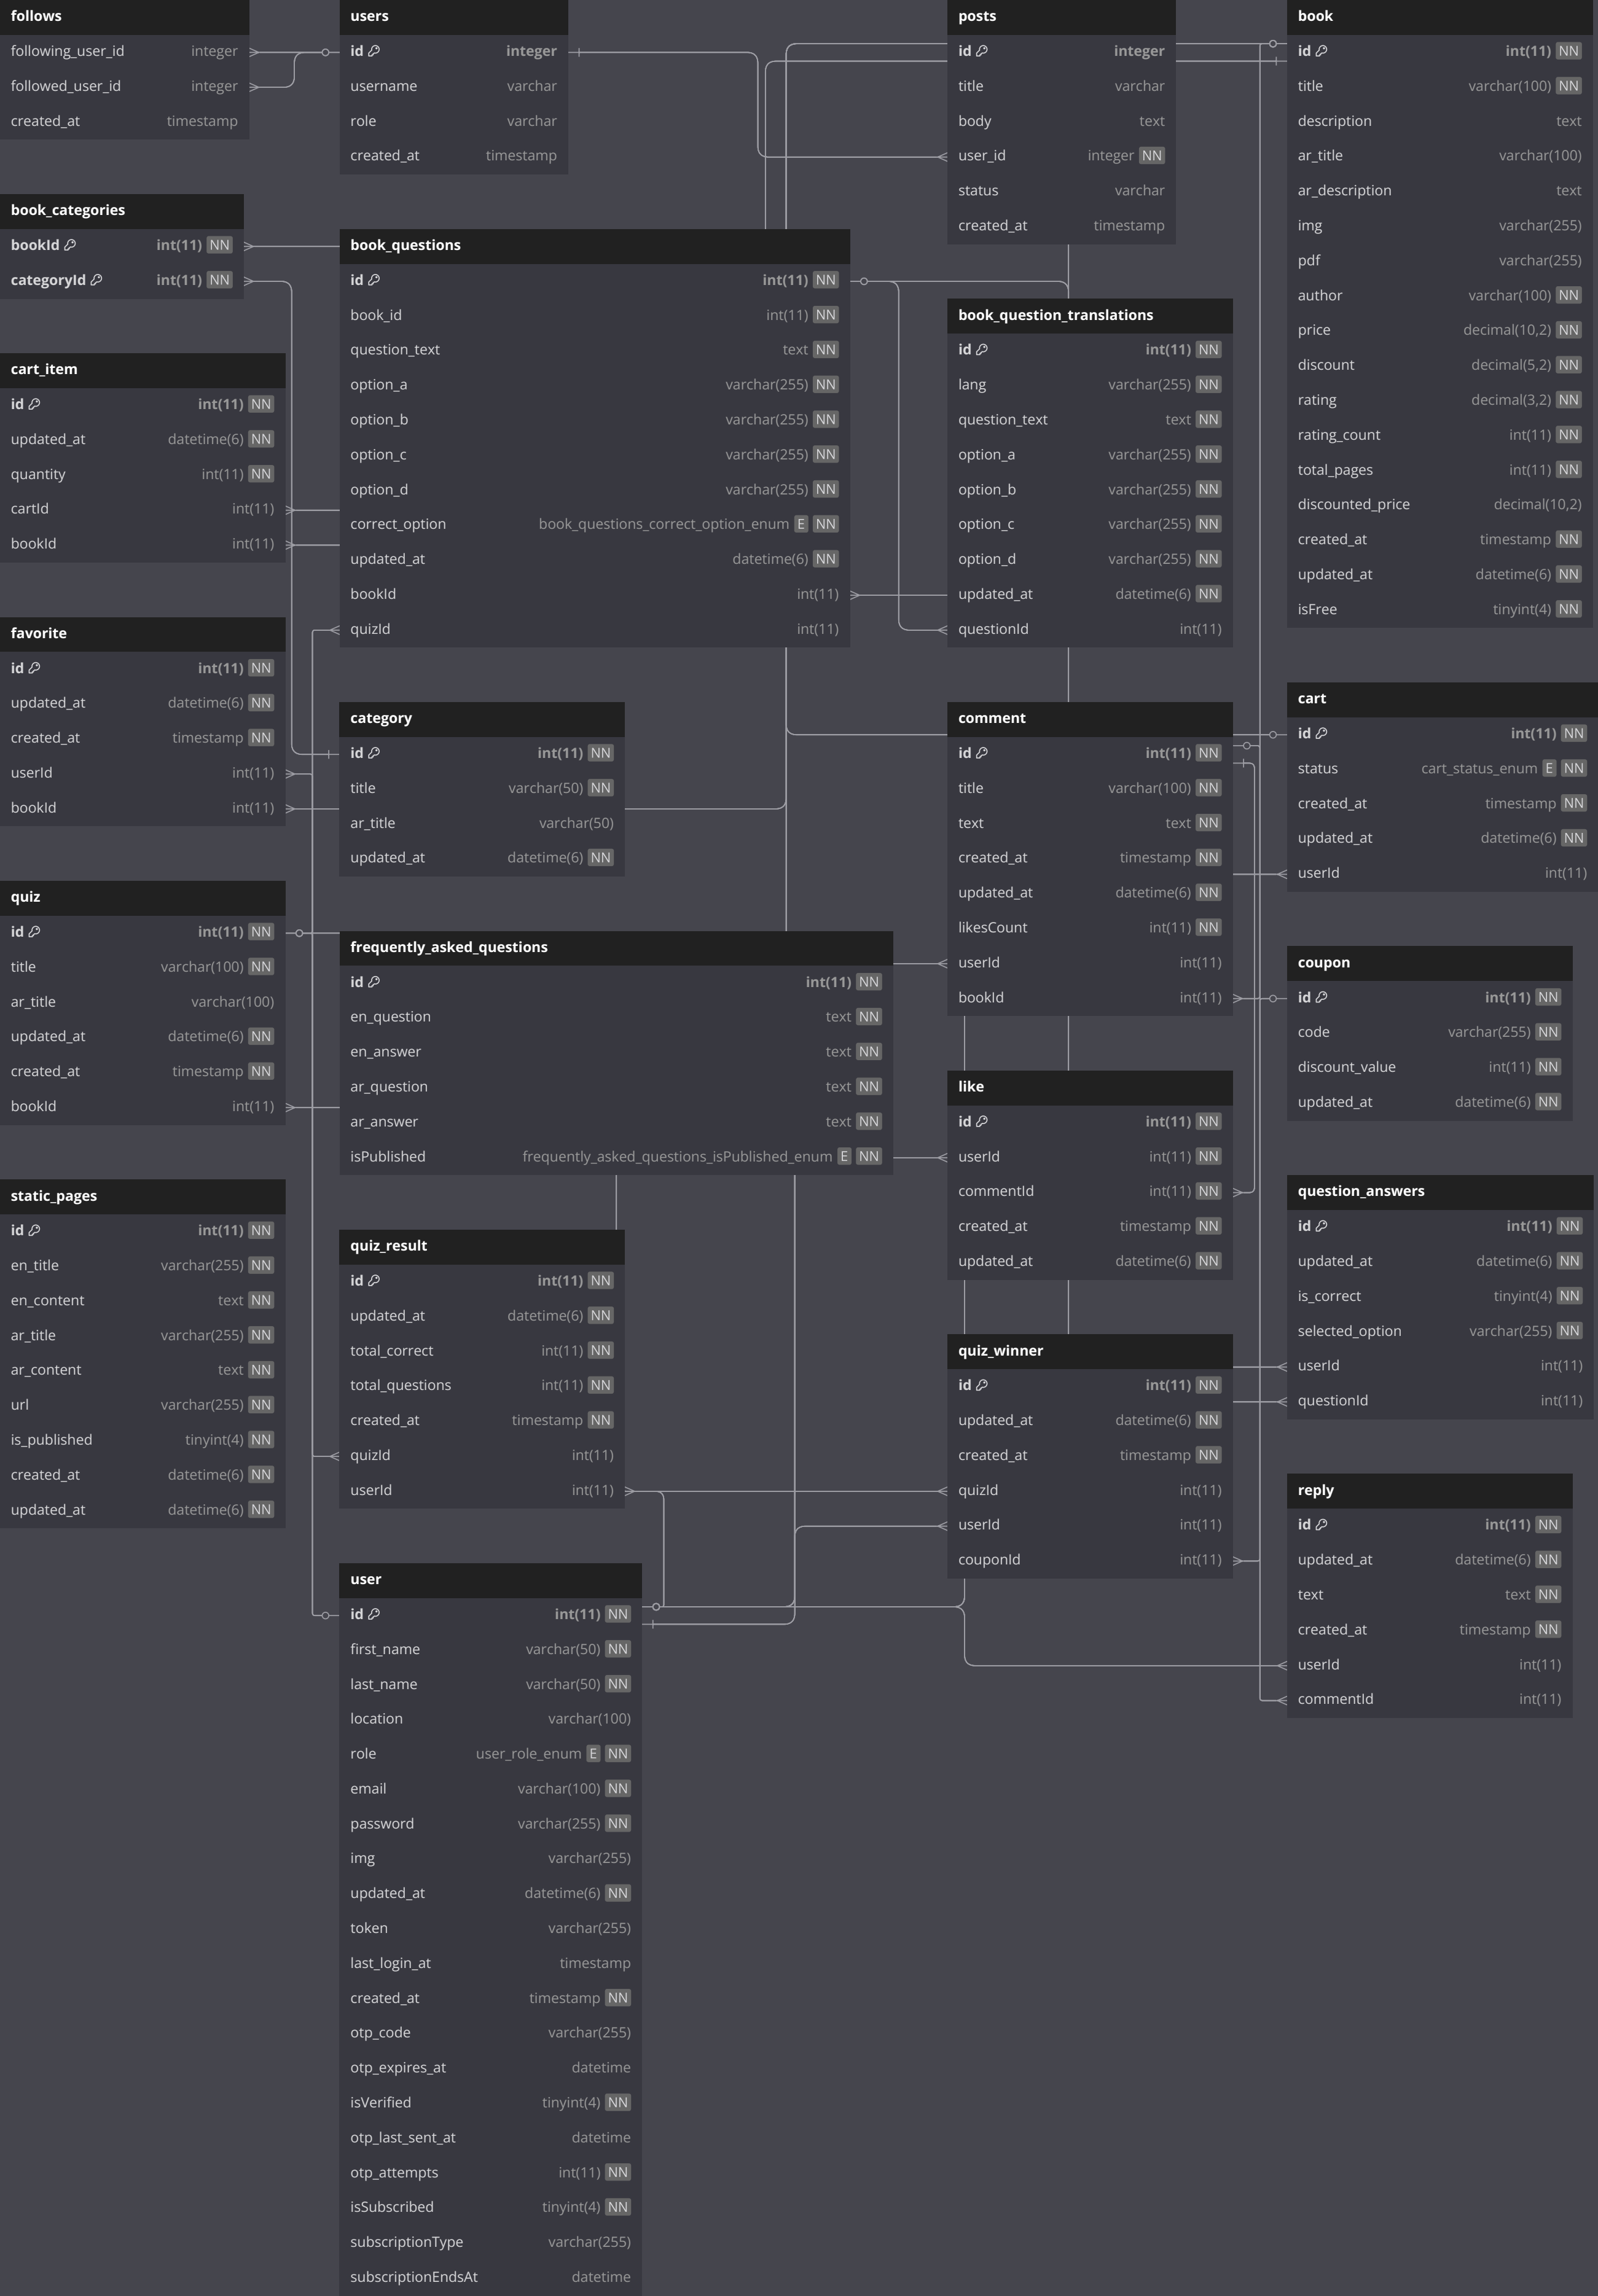 follows
following_user_id integer
followed_user_id integer
created_at timestamp
users
id integer
username varchar
role varchar
created_at timestamp
posts
id integer
title varchar
body text
user_id integer NN
status varchar
created_at timestamp
book
id int(11) NN
title varchar(100) NN
description text
ar_title varchar(100)
ar_description text
img varchar(255)
pdf varchar(255)
author varchar(100) NN
price decimal(10,2) NN
discount decimal(5,2) NN
rating decimal(3,2) NN
rating_count int(11) NN
total_pages int(11) NN
discounted_price decimal(10,2)
created_at timestamp NN
updated_at datetime(6) NN
isFree tinyint(4) NN
book_categories
bookId int(11) NN
categoryId int(11) NN
book_questions
id int(11) NN
book_id int(11) NN
question_text text NN
option_a varchar(255) NN
option_b varchar(255) NN
option_c varchar(255) NN
option_d varchar(255) NN
correct_option book_questions_correct_option_enum E NN
updated_at datetime(6) NN
bookId int(11)
quizId int(11)
book_question_translations
id int(11) NN
lang varchar(255) NN
question_text text NN
option_a varchar(255) NN
option_b varchar(255) NN
option_c varchar(255) NN
option_d varchar(255) NN
updated_at datetime(6) NN
questionId int(11)
cart_item
id int(11) NN
updated_at datetime(6) NN
quantity int(11) NN
cartId int(11)
bookId int(11)
favorite
id int(11) NN
updated_at datetime(6) NN
created_at timestamp NN
userId int(11)
bookId int(11)
category
id int(11) NN
title varchar(50) NN
ar_title varchar(50)
updated_at datetime(6) NN
comment
id int(11) NN
title varchar(100) NN
text text NN
created_at timestamp NN
updated_at datetime(6) NN
likesCount int(11) NN
userId int(11)
bookId int(11)
cart
id int(11) NN
status cart_status_enum E NN
created_at timestamp NN
updated_at datetime(6) NN
userId int(11)
quiz
id int(11) NN
title varchar(100) NN
ar_title varchar(100)
updated_at datetime(6) NN
created_at timestamp NN
bookId int(11)
frequently_asked_questions
id int(11) NN
en_question text NN
en_answer text NN
ar_question text NN
ar_answer text NN
isPublished frequently_asked_questions_isPublished_enum E NN
coupon
id int(11) NN
code varchar(255) NN
discount_value int(11) NN
updated_at datetime(6) NN
like
id int(11) NN
userId int(11) NN
commentId int(11) NN
created_at timestamp NN
updated_at datetime(6) NN
static_pages
id int(11) NN
en_title varchar(255) NN
en_content text NN
ar_title varchar(255) NN
ar_content text NN
url varchar(255) NN
is_published tinyint(4) NN
created_at datetime(6) NN
updated_at datetime(6) NN
quiz_result
id int(11) NN
updated_at datetime(6) NN
total_correct int(11) NN
total_questions int(11) NN
created_at timestamp NN
quizId int(11)
userId int(11)
quiz_winner
id int(11) NN
updated_at datetime(6) NN
created_at timestamp NN
quizId int(11)
userId int(11)
couponId int(11)
question_answers
id int(11) NN
updated_at datetime(6) NN
is_correct tinyint(4) NN
selected_option varchar(255) NN
userId int(11)
questionId int(11)
reply
id int(11) NN
updated_at datetime(6) NN
text text NN
created_at timestamp NN
userId int(11)
commentId int(11)
user
id int(11) NN
first_name varchar(50) NN
last_name varchar(50) NN
location varchar(100)
role user_role_enum E NN
email varchar(100) NN
password varchar(255) NN
img varchar(255)
updated_at datetime(6) NN
token varchar(255)
last_login_at timestamp
created_at timestamp NN
otp_code varchar(255)
otp_expires_at datetime
isVerified tinyint(4) NN
otp_last_sent_at datetime
otp_attempts int(11) NN
isSubscribed tinyint(4) NN
subscriptionType varchar(255)
subscriptionEndsAt datetime